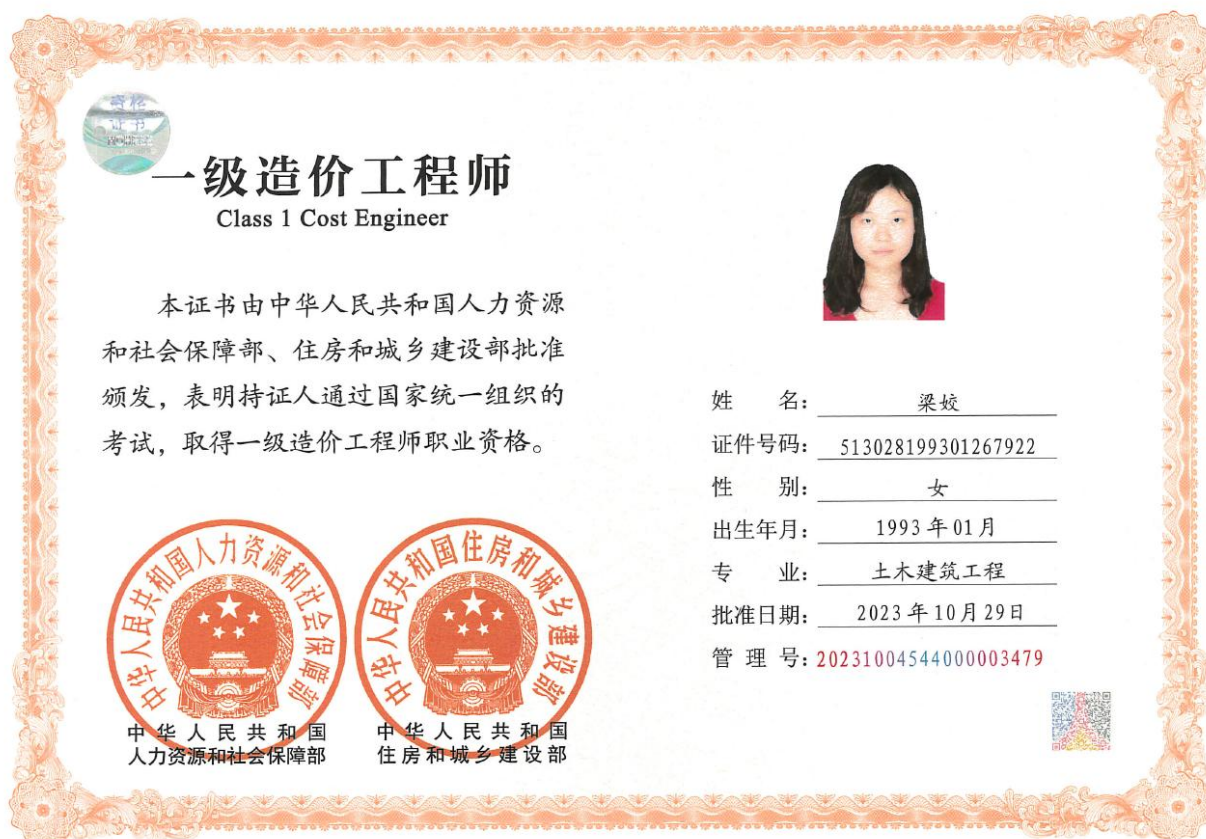 资格
证书
一级造价工程师
Class 1 Cost Engineer
本证书由中华人民共和国人力资源
和社会保障部、住房和城乡建设部批准
颁发，表明持证人通过国家统一组织的
考试，取得一级造价工程师职业资格。
中华人民共和国人力资源和社会保障部
中华人民共和国
人力资源和社会保障部
中华人民共和国住房和城乡建设部
中华人民共和国
住房和城乡建设部
姓 名： 梁姣
证件号码： 513028199301267922
性 别： 女
出生年月： 1993年01月
专 业： 土木建筑工程
批准日期： 2023年10月29日
管 理 号：20231004544000003479